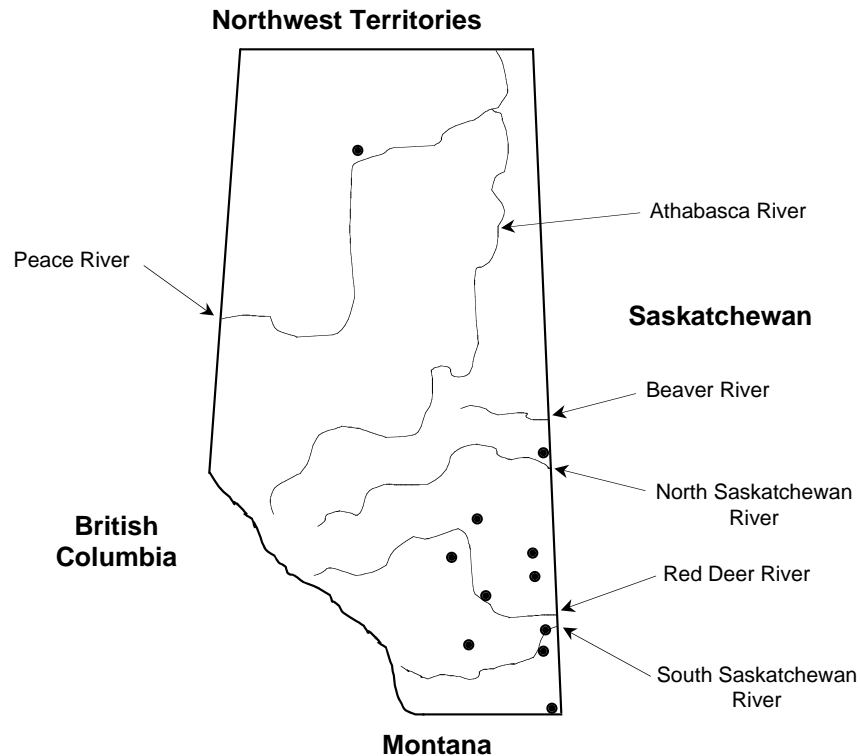 Northwest Territories
Athabasca River
Peace River
Saskatchewan
Beaver River
North Saskatchewan
River
British
Columbia
Red Deer River
South Saskatchewan
River
Montana